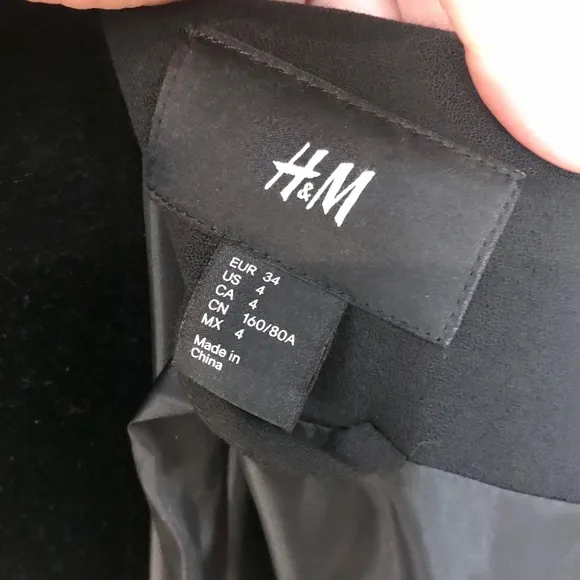 H&M
EUR 34
US 4
CA 4
CN 160/80A
MX 4
Made in
China